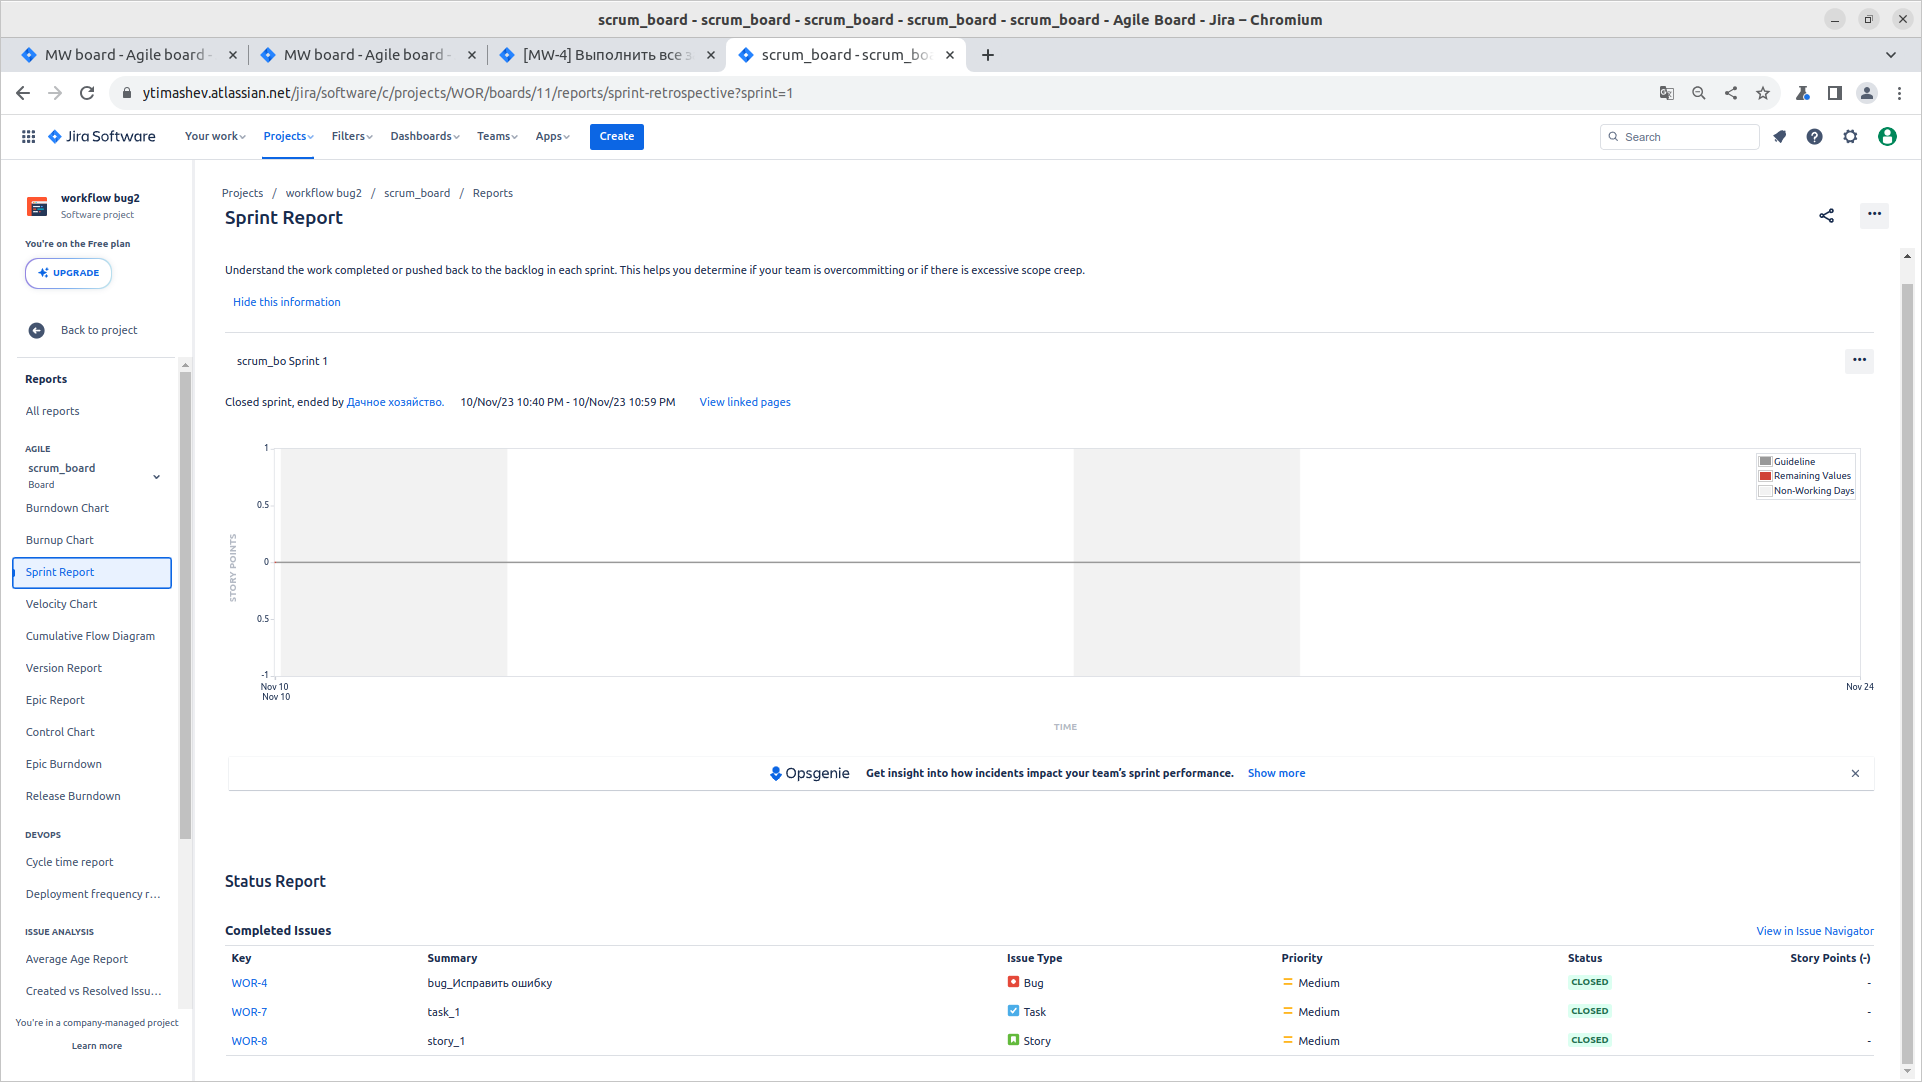 scrum_board - scrum_board - scrum_board - scrum_board - scrum_board - Agile Board - Jira – Chromium
MW board - Agile board -
MW board - Agile board -
[MW-4] Выполнить все з
scrum_board - scrum_bo
ytimashev.atlassian.net/jira/software/c/projects/WOR/boards/11/reports/sprint-retrospective?sprint=1
Jira Software
Your work
Projects
Filters
Dashboards
Teams
Apps
Create
Search
workflow bug2
Software project
You're on the Free plan
UPGRADE
Back to project
Reports
All reports
AGILE
scrum_board
Board
Burndown Chart
Burnup Chart
Sprint Report
Velocity Chart
Cumulative Flow Diagram
Version Report
Epic Report
Control Chart
Epic Burndown
Release Burndown
DEVOPS
Cycle time report
Deployment frequency r...
ISSUE ANALYSIS
Average Age Report
Created vs Resolved Issu...
You're in a company-managed project
Learn more
Projects / workflow bug2 / scrum_board / Reports
Sprint Report
Understand the work completed or pushed back to the backlog in each sprint. This helps you determine if your team is overcommitting or if there is excessive scope creep.
Hide this information
scrum_bo Sprint 1
Closed sprint, ended by Дачное хозяйство. 10/Nov/23 10:40 PM - 10/Nov/23 10:59 PM View linked pages
1
0.5
0
0.5
-1
STORY POINTS
Nov 10
Nov 10
Nov 24
TIME
Guideline
Remaining Values
Non-Working Days
Opsgenie Get insight into how incidents impact your team's sprint performance. Show more
Status Report
Completed Issues View in Issue Navigator
Key Summary Issue Type Priority Status Story Points (-)
WOR-4 bug_Исправить ошибку Bug Medium CLOSED -
WOR-7 task_1 Task Medium CLOSED -
WOR-8 story_1 Story Medium CLOSED -